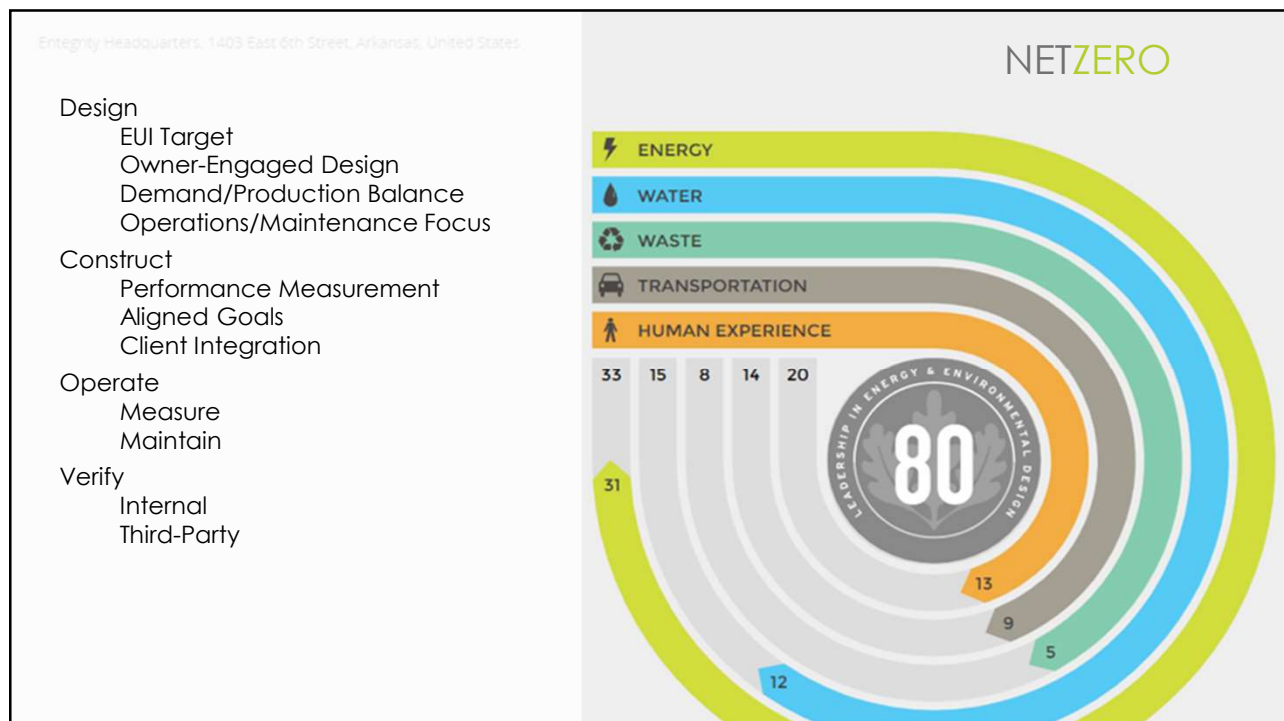 Entegrity Headquarters, 1403 East 6th Street, Arkansas, United States
NETZERO
Design
EUI Target
Owner-Engaged Design
Demand/Production Balance
Operations/Maintenance Focus
Construct
Performance Measurement
Aligned Goals
Client Integration
Operate
Measure
Maintain
Verify
Internal
Third-Party
ENERGY
WATER
WASTE
TRANSPORTATION
HUMAN EXPERIENCE
33 15 8 14 20
LEADERSHIP IN ENERGY & ENVIRONMENTAL DESIGN
80
31
13
9
5
12